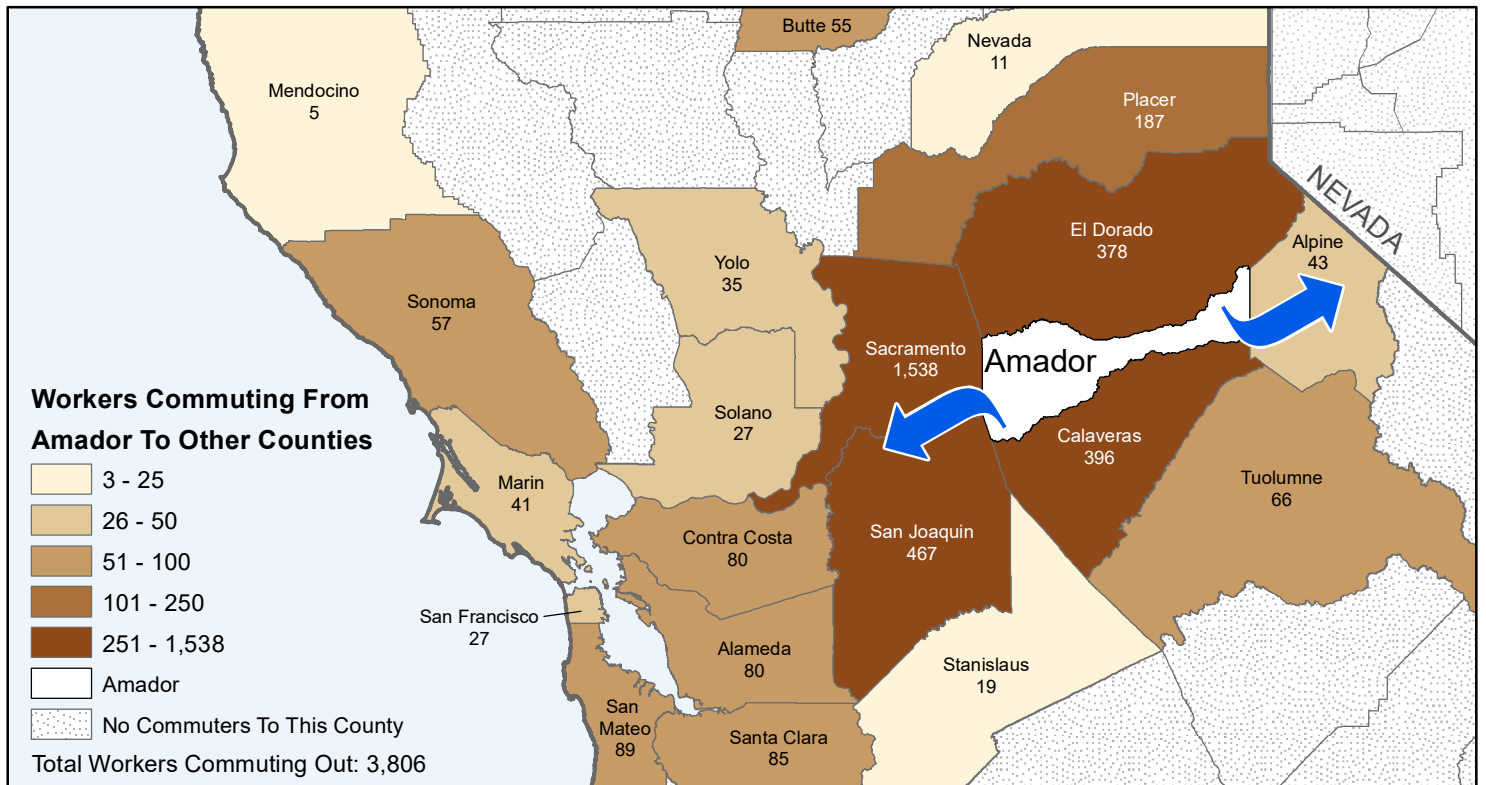 Butte 55
Nevada
11
Mendocino
5
Placer
187
NEVADA
El Dorado
378
Alpine
43
Yolo
35
Sonoma
57
Sacramento
1,538
Amador
Solano
27
Calaveras
396
Tuolumne
66
Marin
41
Contra Costa
80
San Joaquin
467
San Francisco
27
Alameda
80
Stanislaus
19
San
Mateo
89
Santa Clara
85
Workers Commuting From
Amador To Other Counties
3 - 25
26 - 50
51 - 100
101 - 250
251 - 1,538
Amador
No Commuters To This County
Total Workers Commuting Out: 3,806